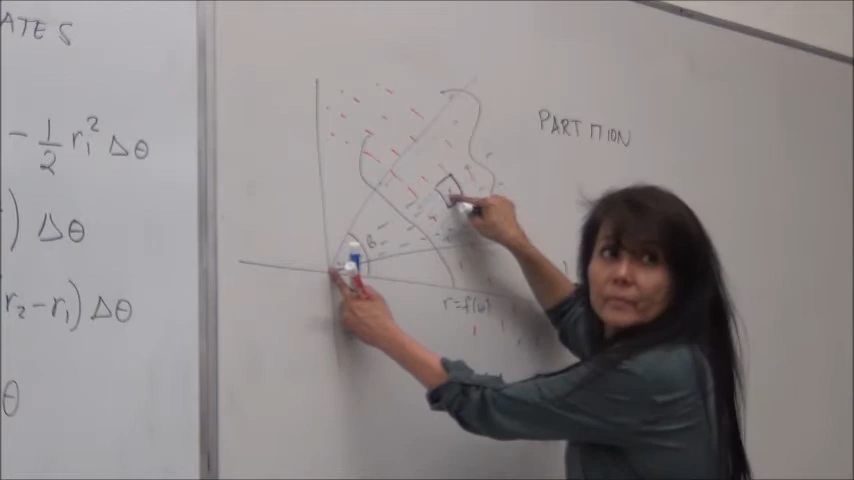 ATES
- 1/2 r₁² Δθ
) Δθ
r₂-r₁) Δθ
θ
PARTITION
r=f(θ)